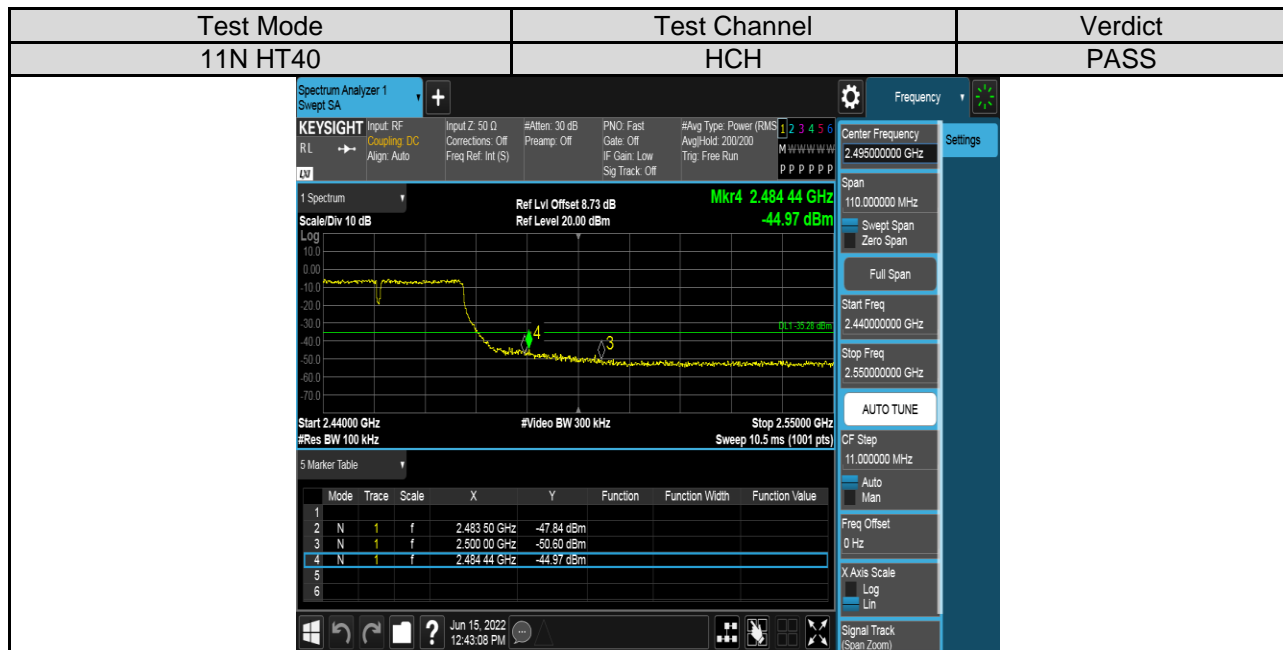 Test Mode Test Channel Verdict
11N HT40 HCH PASS
Spectrum Analyzer 1
Swept SA
+
Frequency
KEYSIGHT
RL
LXI
Input: RF
Coupling: DC
Align: Auto
Input Z: 50 Ω
Corrections: Off
Freq Ref: Int (S)
#Atten: 30 dB
Preamp: Off
PNO: Fast
Gate: Off
IF Gain: Low
Sig Track: Off
#Avg Type: Power (RMS
Avg|Hold: 200/200
Trig: Free Run
1 2 3 4 5 6
M W W W W W
P P P P P P
1 Spectrum
Scale/Div 10 dB
Ref Lvl Offset 8.73 dB
Ref Level 20.00 dBm
Mkr4 2.484 44 GHz
-44.97 dBm
Log
10.0
0.00
-10.0
-20.0
-30.0
-40.0
-50.0
-60.0
-70.0
DL1 -35.28 dBm
4
3
Start 2.44000 GHz #Video BW 300 kHz Stop 2.55000 GHz
#Res BW 100 kHz Sweep 10.5 ms (1001 pts)
5 Marker Table
Mode Trace Scale X Y Function Function Width Function Value
1
2 N 1 f 2.483 50 GHz -47.84 dBm
3 N 1 f 2.500 00 GHz -50.60 dBm
4 N 1 f 2.484 44 GHz -44.97 dBm
5
6
?
Jun 15, 2022
12:43:08 PM
Center Frequency
2.495000000 GHz
Settings
Span
110.000000 MHz
Swept Span
Zero Span
Full Span
Start Freq
2.440000000 GHz
Stop Freq
2.550000000 GHz
AUTO TUNE
CF Step
11.000000 MHz
Auto
Man
Freq Offset
0 Hz
X Axis Scale
Log
Lin
Signal Track
(Span Zoom)